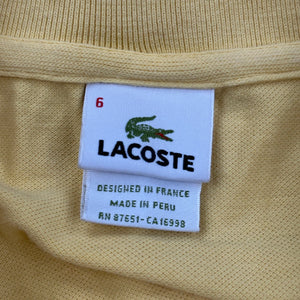 6
LACOSTE
DESIGNED IN FRANCE
MADE IN PERU
RN 87651-CA16998